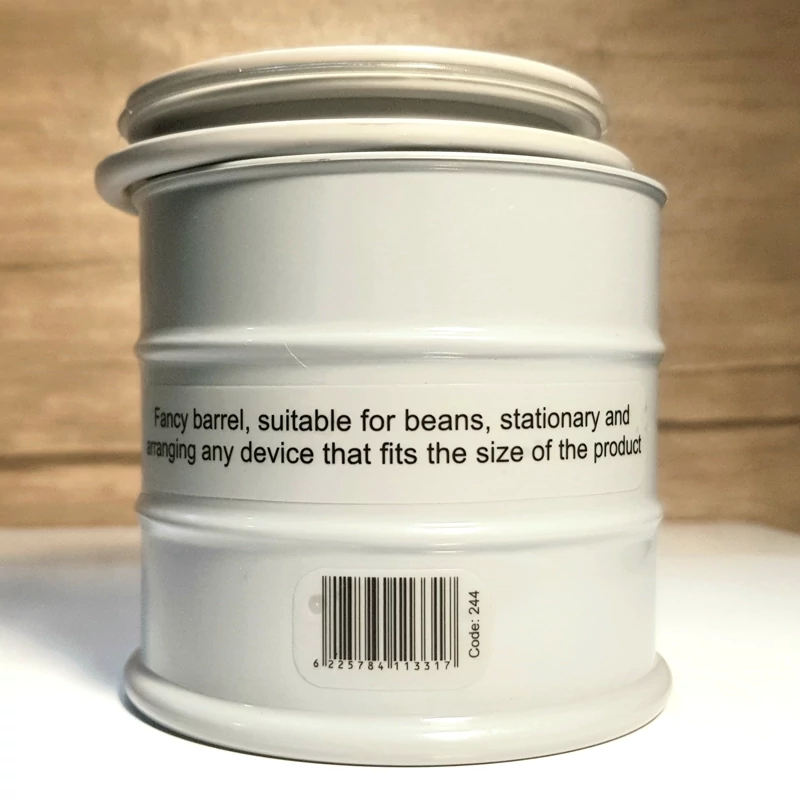 Fancy barrel, suitable for beans, stationary and
arranging any device that fits the size of the product
6 225784 113317
Code: 244